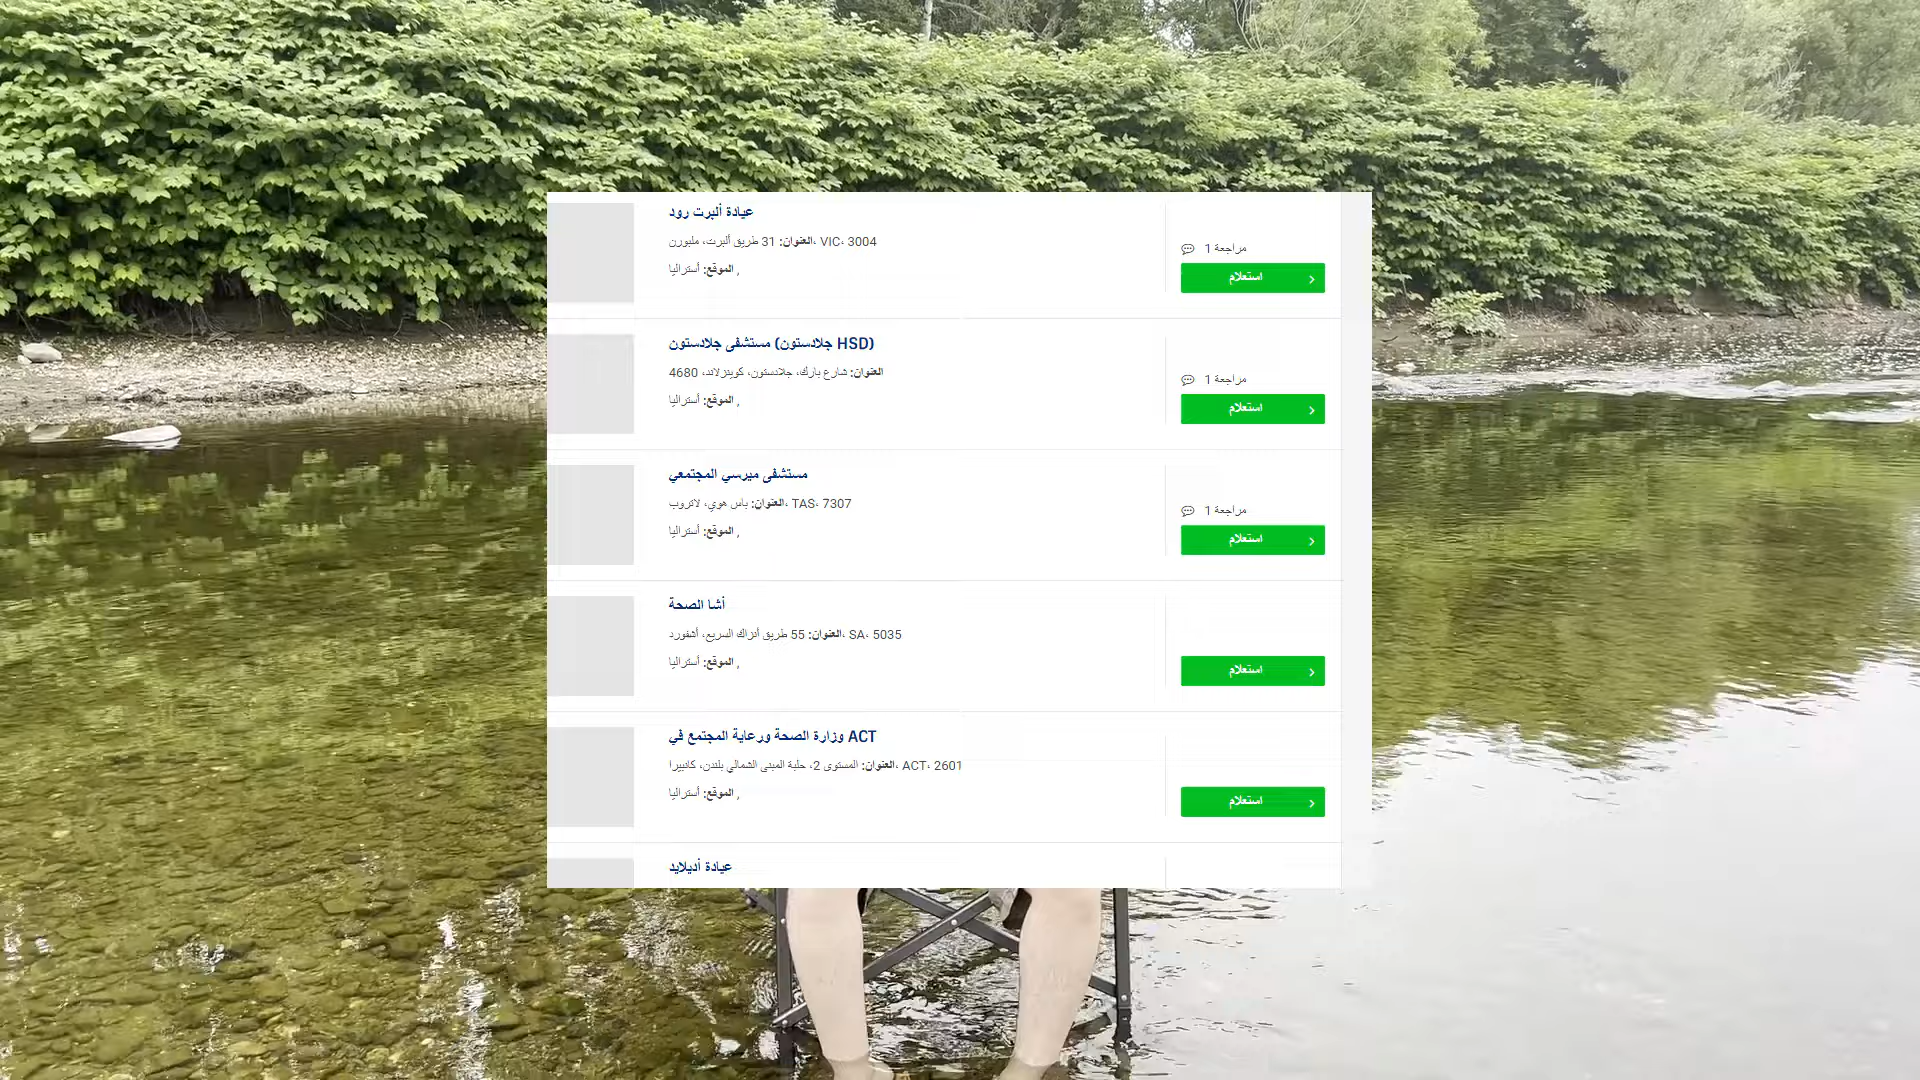 عيادة ألبرت رود
العنوان: 31 طريق ألبرت، ملبورن، VIC، 3004
الموقع: أستراليا ,
1 مراجعة
استعلام
مستشفى جلادستون (جلادستون HSD)
العنوان: شارع بارك، جلادستون، كوينزلاند، 4680
الموقع: أستراليا ,
1 مراجعة
استعلام
مستشفى ميرسي المجتمعي
العنوان: باس هوي، لاتروب، TAS، 7307
الموقع: أستراليا ,
1 مراجعة
استعلام
أشا الصحة
العنوان: 55 طريق أنزاك السريع، أشفورد، SA، 5035
الموقع: أستراليا ,
استعلام
وزارة الصحة ورعاية المجتمع في ACT
العنوان: المستوى 2، حلبة المبنى الشمالي بلندن، كانبيرا، ACT، 2601
الموقع: أستراليا ,
استعلام
عيادة أديلايد